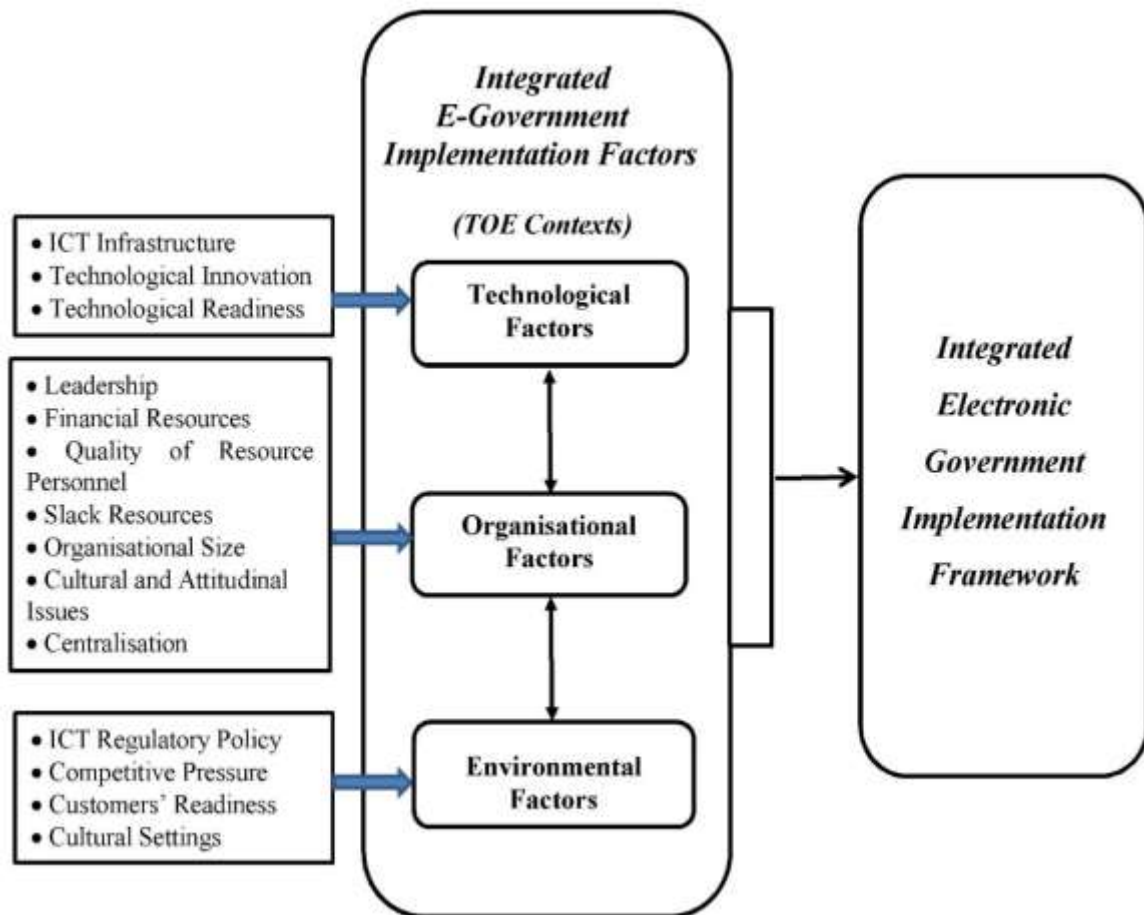 Integrated
E-Government
Implementation Factors
(TOE Contexts)
• ICT Infrastructure
• Technological Innovation
• Technological Readiness
Technological
Factors
• Leadership
• Financial Resources
• Quality of Resource
Personnel
• Slack Resources
• Organisational Size
• Cultural and Attitudinal
Issues
• Centralisation
Organisational
Factors
• ICT Regulatory Policy
• Competitive Pressure
• Customers’ Readiness
• Cultural Settings
Environmental
Factors
Integrated
Electronic
Government
Implementation
Framework